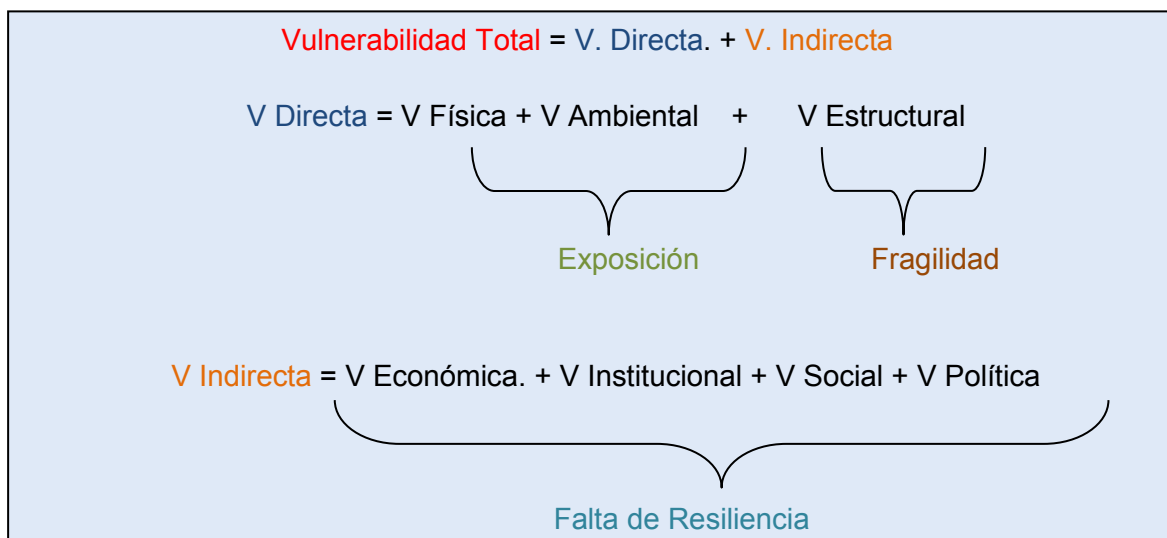 Vulnerabilidad Total = V. Directa. + V. Indirecta
V Directa = V Física + V Ambiental + V Estructural
Exposición Fragilidad
V Indirecta = V Económica. + V Institucional + V Social + V Política
Falta de Resiliencia